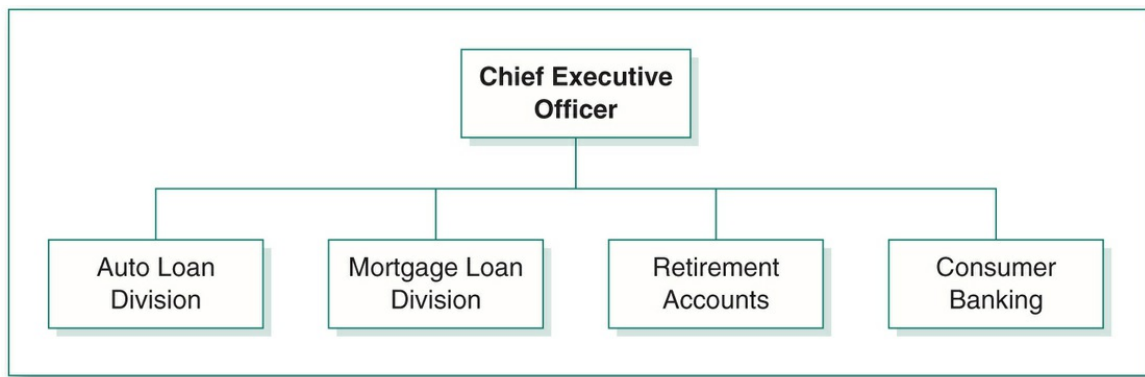 Chief Executive
Officer
Auto Loan
Division
Mortgage Loan
Division
Retirement
Accounts
Consumer
Banking